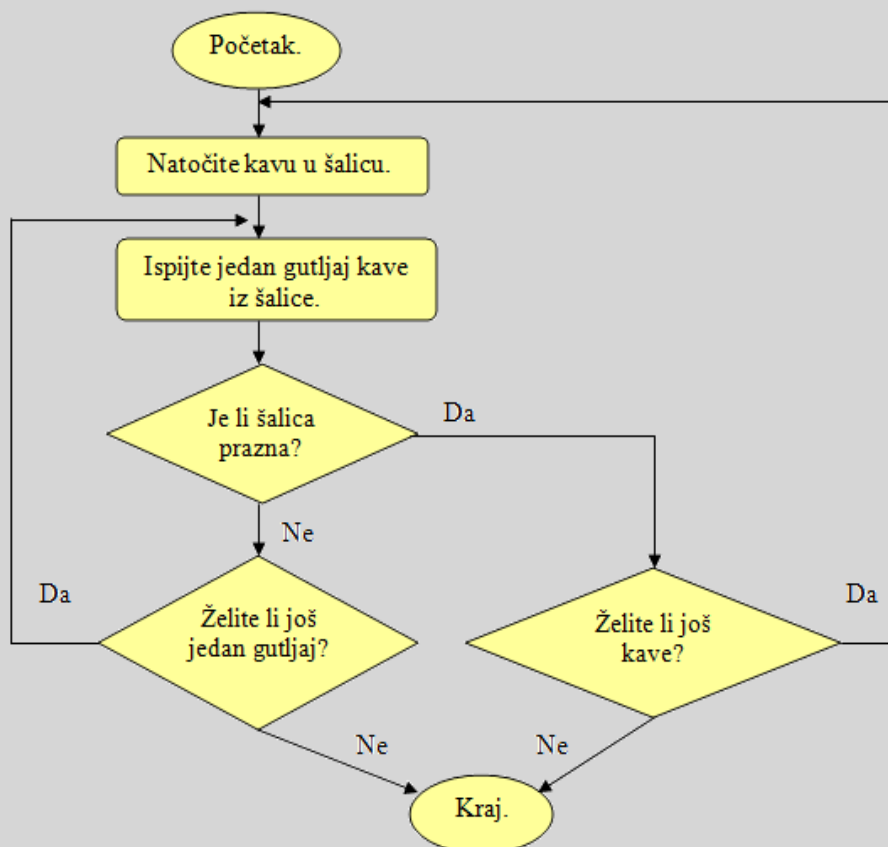 Početak.
Natočite kavu u šalicu.
Ispijte jedan gutljaj kave
iz šalice.
Je li šalica
prazna?
Da
Ne
Da
Želite li još
jedan gutljaj?
Želite li još
kave?
Da
Ne
Ne
Kraj.